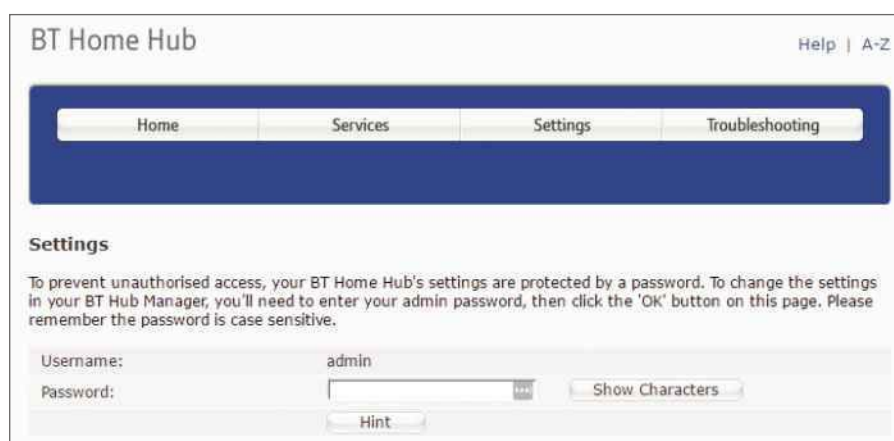 BT Home Hub
Help | A-Z
Home Services Settings Troubleshooting
Settings
To prevent unauthorised access, your BT Home Hub's settings are protected by a password. To change the settings
in your BT Hub Manager, you'll need to enter your admin password, then click the 'OK' button on this page. Please
remember the password is case sensitive.
Username: admin
Password: Show Characters
Hint